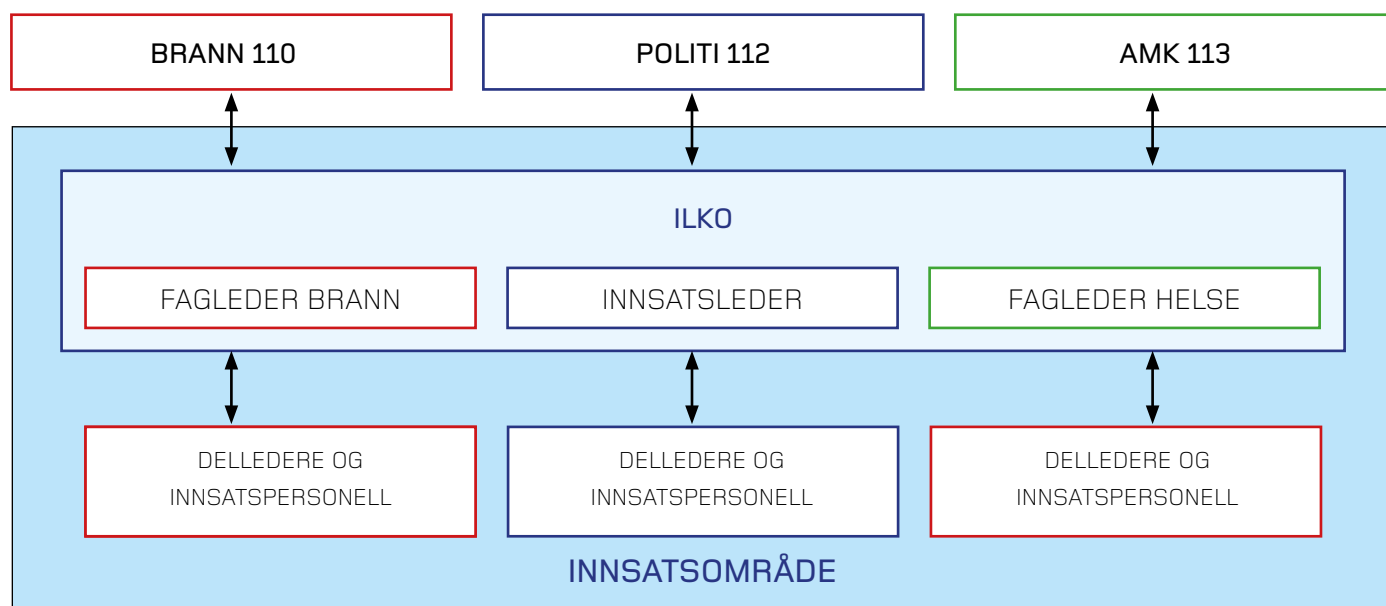 BRANN 110
POLITI 112
AMK 113
ILKO
FAGLEDER BRANN
INNSATSLEDER
FAGLEDER HELSE
DELLEDERE OG
INNSATSPERSONELL
DELLEDERE OG
INNSATSPERSONELL
DELLEDERE OG
INNSATSPERSONELL
INNSATSOMRÅDE